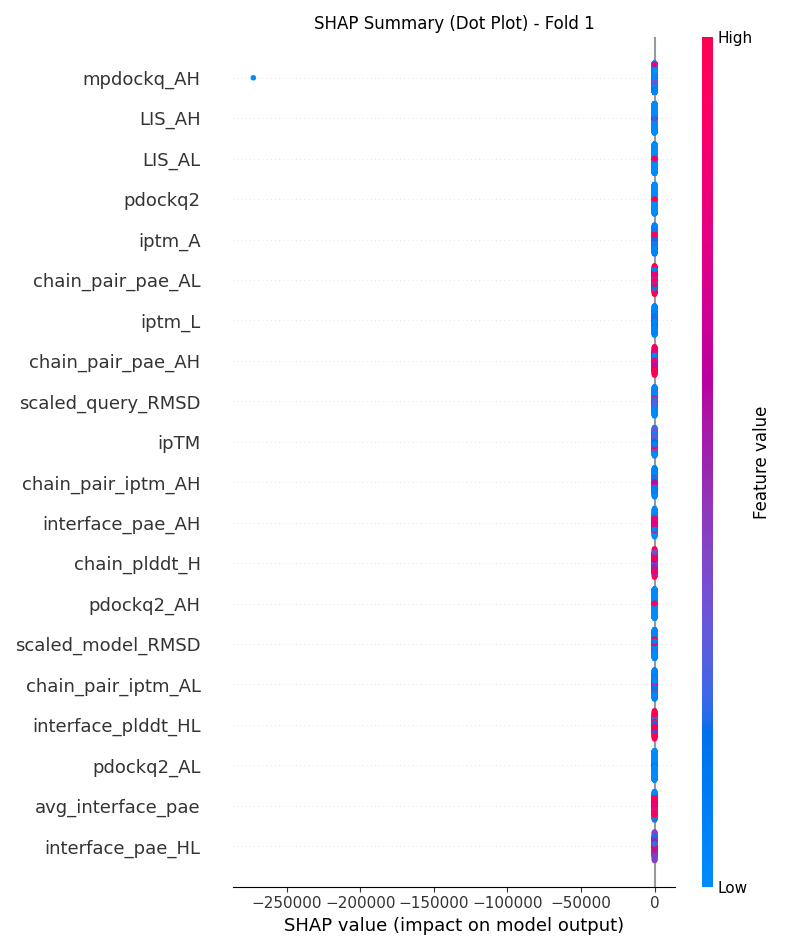 SHAP Summary (Dot Plot) - Fold 1
High
mpdockq_AH
LIS_AH
LIS_AL
pdockq2
iptm_A
chain_pair_pae_AL
iptm_L
chain_pair_pae_AH
scaled_query_RMSD
ipTM
chain_pair_iptm_AH
interface_pae_AH
chain_plddt_H
pdockq2_AH
scaled_model_RMSD
chain_pair_iptm_AL
interface_plddt_HL
pdockq2_AL
avg_interface_pae
interface_pae_HL
Feature value
Low
−250000 −200000 −150000 −100000 −50000 0
SHAP value (impact on model output)